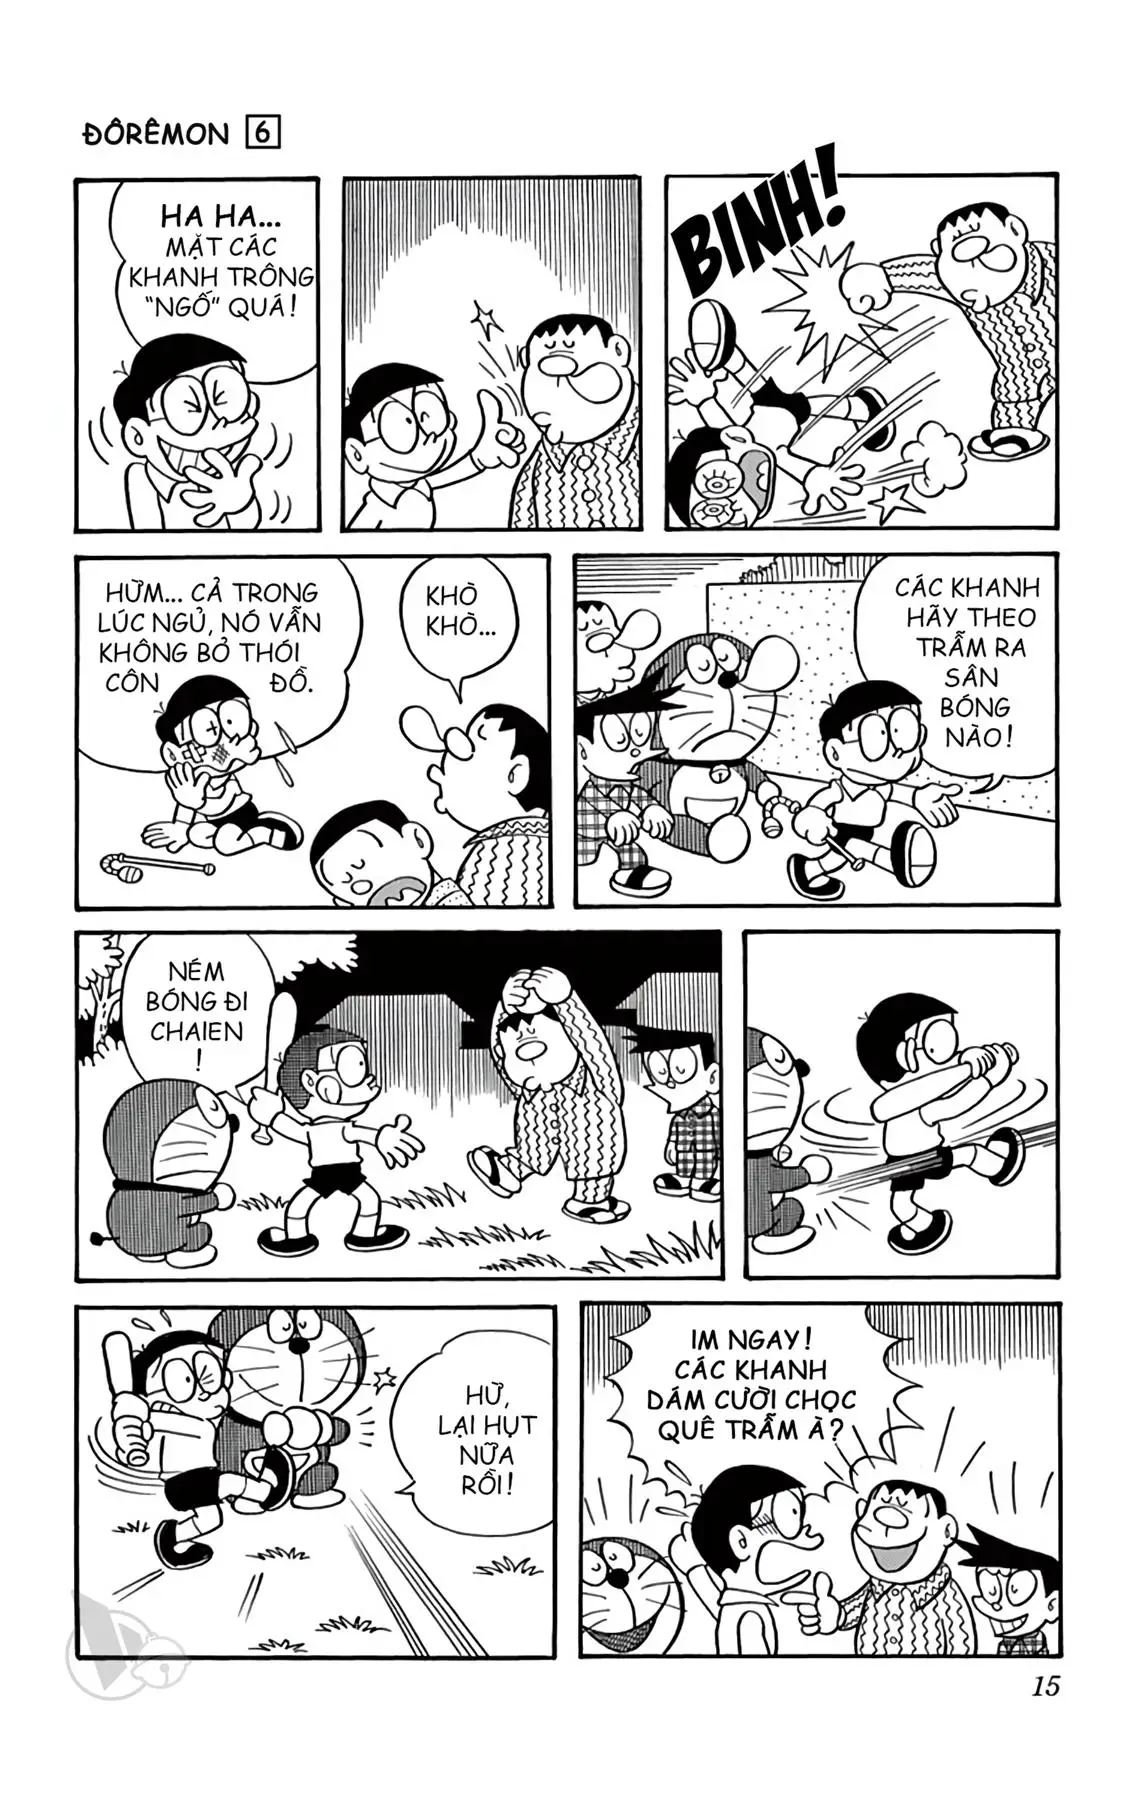 ĐÔRÊMON 6
HA HA...
MẶT CÁC
KHANH TRÔNG
“NGỐ” QUÁ!
BINH!
HỪM... CẢ TRONG
LÚC NGỦ, NÓ VẪN
KHÔNG BỎ THÓI
CÔN ĐỒ.
KHÒ
KHÒ...
CÁC KHANH
HÃY THEO
TRẪM RA
SÂN
BÓNG
NÀO!
NÉM
BÓNG ĐI
CHAIEN
!
HỪ,
LẠI HỤT
NỮA
RỒI!
IM NGAY!
CÁC KHANH
DÁM CƯỜI CHỌC
QUÊ TRẪM À?
15